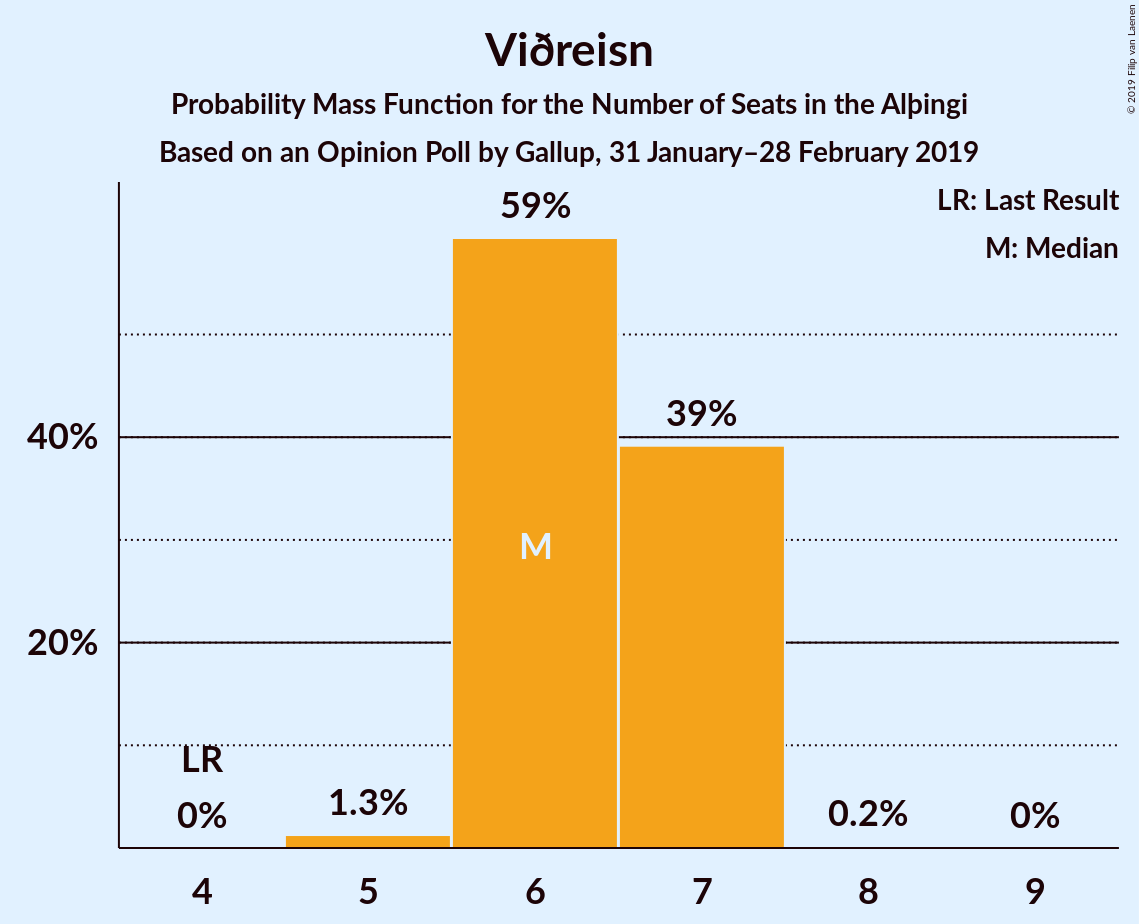 Viðreisn
Probability Mass Function for the Number of Seats in the Alþingi
Based on an Opinion Poll by Gallup, 31 January–28 February 2019
© 2019 Filip van Laenen
LR: Last Result
M: Median
59%
39%
40%
M
20%
LR
0%
1.3%
0.2%
0%
4 5 6 7 8 9